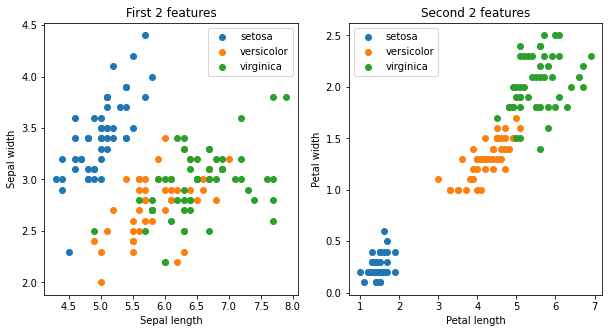 First 2 features
setosa
versicolor
virginica
Sepal width
4.5
4.0
3.5
3.0
2.5
2.0
4.5 5.0 5.5 6.0 6.5 7.0 7.5 8.0
Sepal length
Second 2 features
setosa
versicolor
virginica
Petal width
2.5
2.0
1.5
1.0
0.5
0.0
1 2 3 4 5 6 7
Petal length